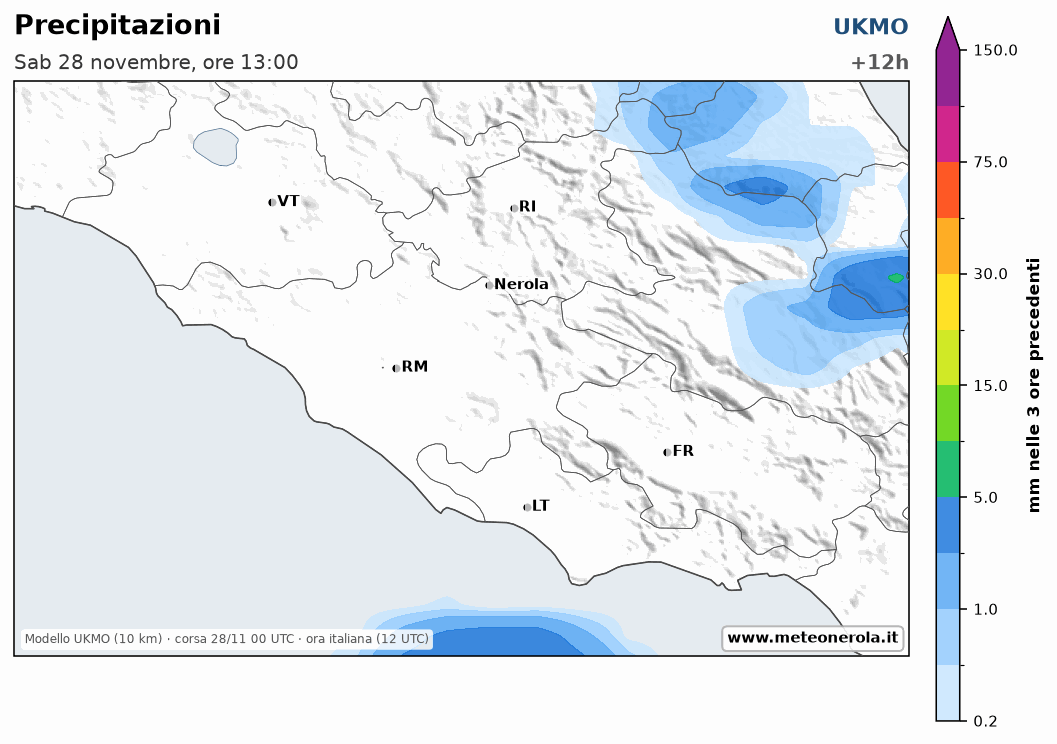 Precipitazioni
UKMO
Sab 28 novembre, ore 13:00
+12h
150.0
75.0
30.0
15.0
5.0
1.0
0.2
mm nelle 3 ore precedenti
VT
RI
Nerola
RM
FR
LT
Modello UKMO (10 km) · corsa 28/11 00 UTC · ora italiana (12 UTC)
www.meteonerola.it